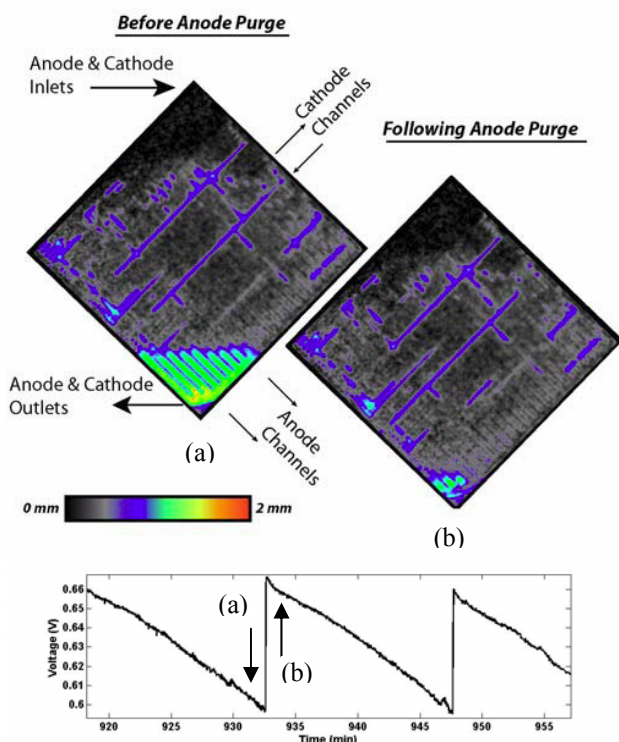 Before Anode Purge
Anode & Cathode
Inlets
Cathode
Channels
Following Anode Purge
Anode & Cathode
Outlets
Anode
Channels
(a)
0 mm
2 mm
(b)
0.66
0.65
0.64
0.63
0.62
0.61
0.6
Voltage (V)
(a)
(b)
920
925
930
935
940
945
950
955
Time (min)